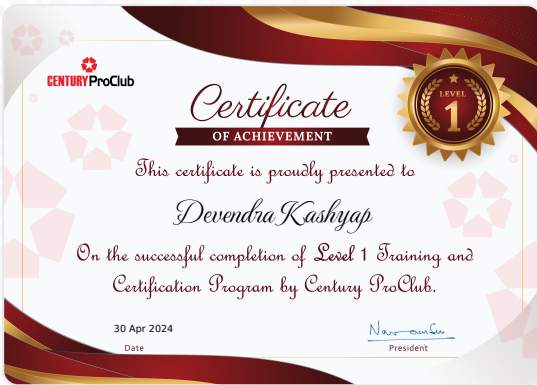 CENTURY ProClub
LEVEL
1
Certificate
OF ACHIEVEMENT
This certificate is proudly presented to
Devendra Kashyap
On the successful completion of Level 1 Training and
Certification Program by Century ProClub.
30 Apr 2024
Date
President